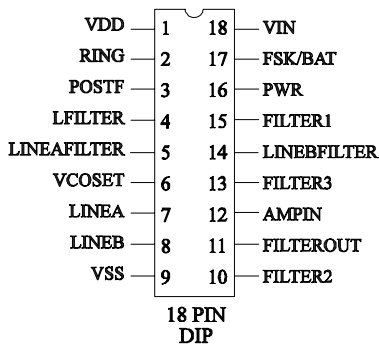 VDD 1 18 VIN
RING 2 17 FSK/BAT
POSTF 3 16 PWR
LFILTER 4 15 FILTER1
LINEAFILTER 5 14 LINEBFILTER
VCOSET 6 13 FILTER3
LINEA 7 12 AMPIN
LINEB 8 11 FILTEROUT
VSS 9 10 FILTER2
18 PIN
DIP